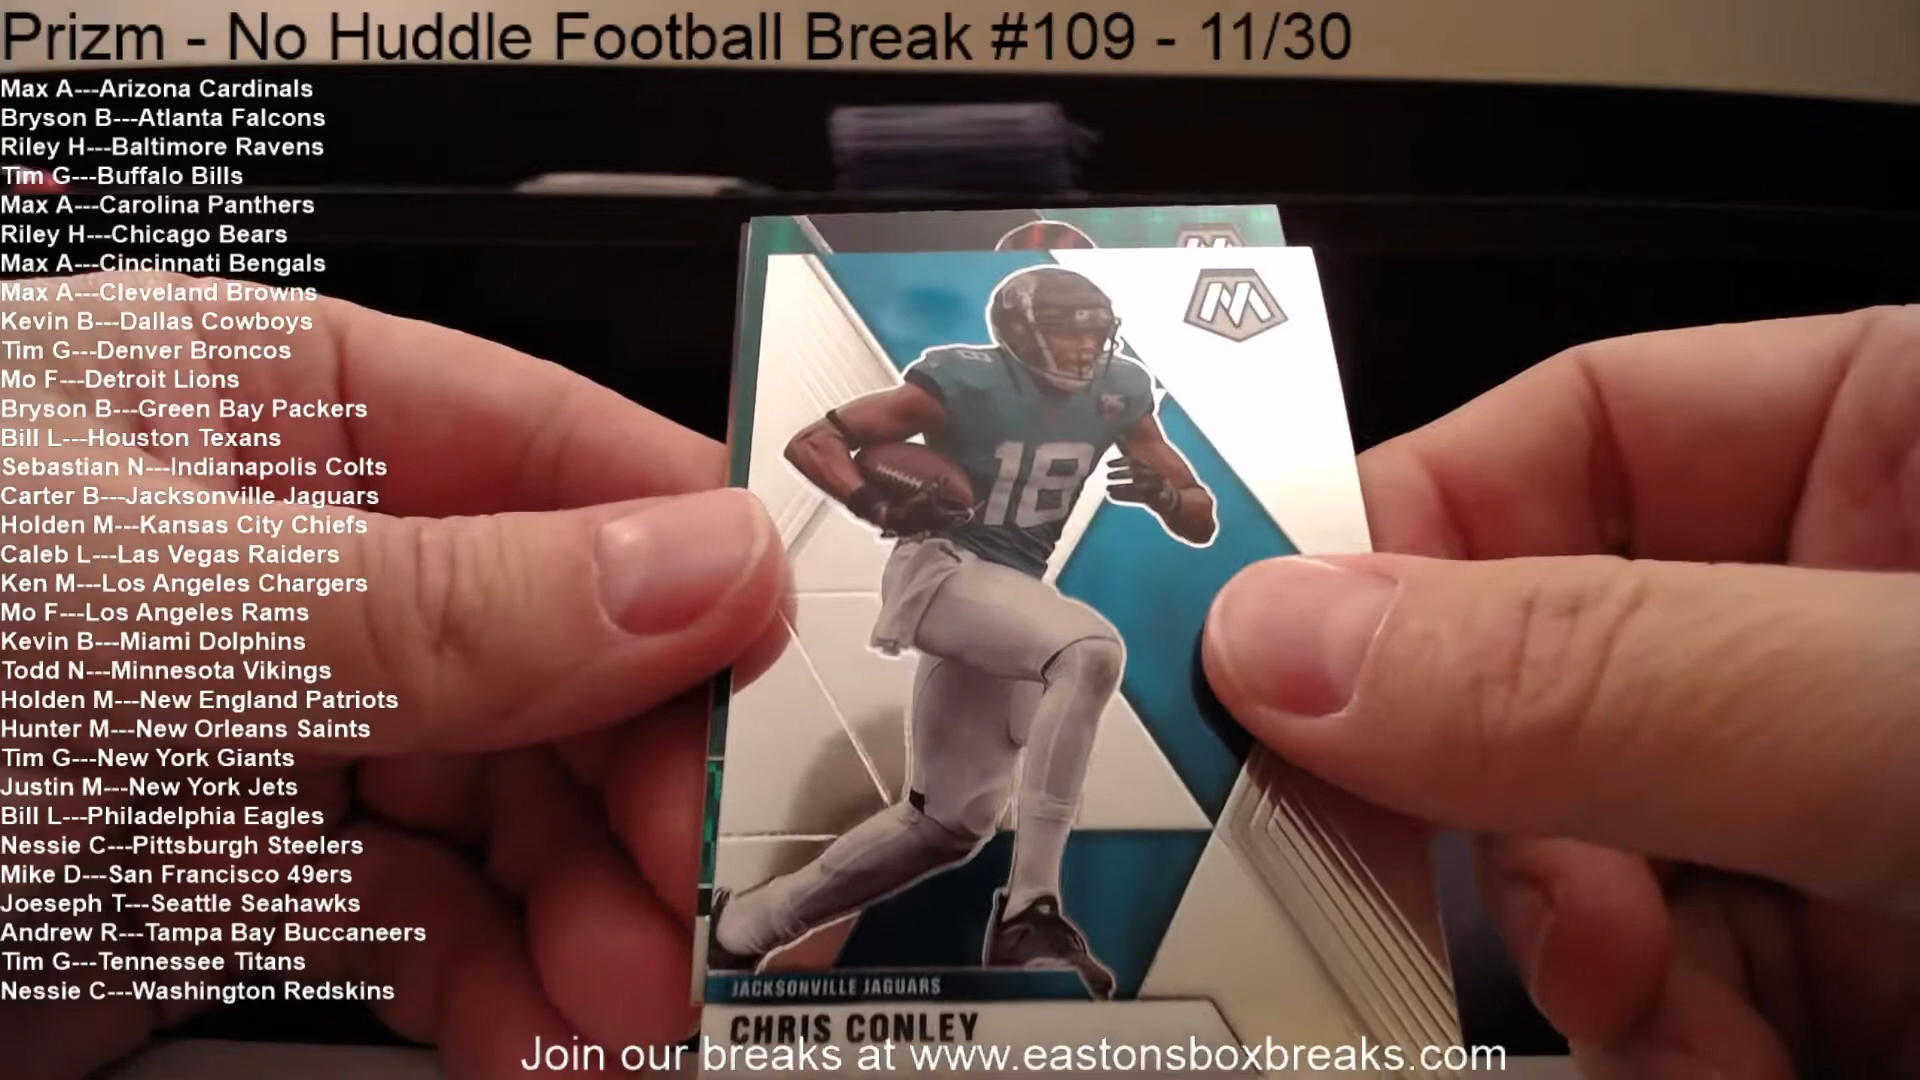 Prizm - No Huddle Football Break #109 - 11/30
Max A---Arizona Cardinals
Bryson B---Atlanta Falcons
Riley H---Baltimore Ravens
Tim G---Buffalo Bills
Max A---Carolina Panthers
Riley H---Chicago Bears
Max A---Cincinnati Bengals
Max A---Cleveland Browns
Kevin B---Dallas Cowboys
Tim G---Denver Broncos
Mo F---Detroit Lions
Bryson B---Green Bay Packers
Bill L---Houston Texans
Sebastian N---Indianapolis Colts
Carter B---Jacksonville Jaguars
Holden M---Kansas City Chiefs
Caleb L---Las Vegas Raiders
Ken M---Los Angeles Chargers
Mo F---Los Angeles Rams
Kevin B---Miami Dolphins
Todd N---Minnesota Vikings
Holden M---New England Patriots
Hunter M---New Orleans Saints
Tim G---New York Giants
Justin M---New York Jets
Bill L---Philadelphia Eagles
Nessie C---Pittsburgh Steelers
Mike D---San Francisco 49ers
Joeseph T---Seattle Seahawks
Andrew R---Tampa Bay Buccaneers
Tim G---Tennessee Titans
Nessie C---Washington Redskins
M
18
18
JACKSONVILLE JAGUARS
CHRIS CONLEY
Join our breaks at www.eastonsboxbreaks.com